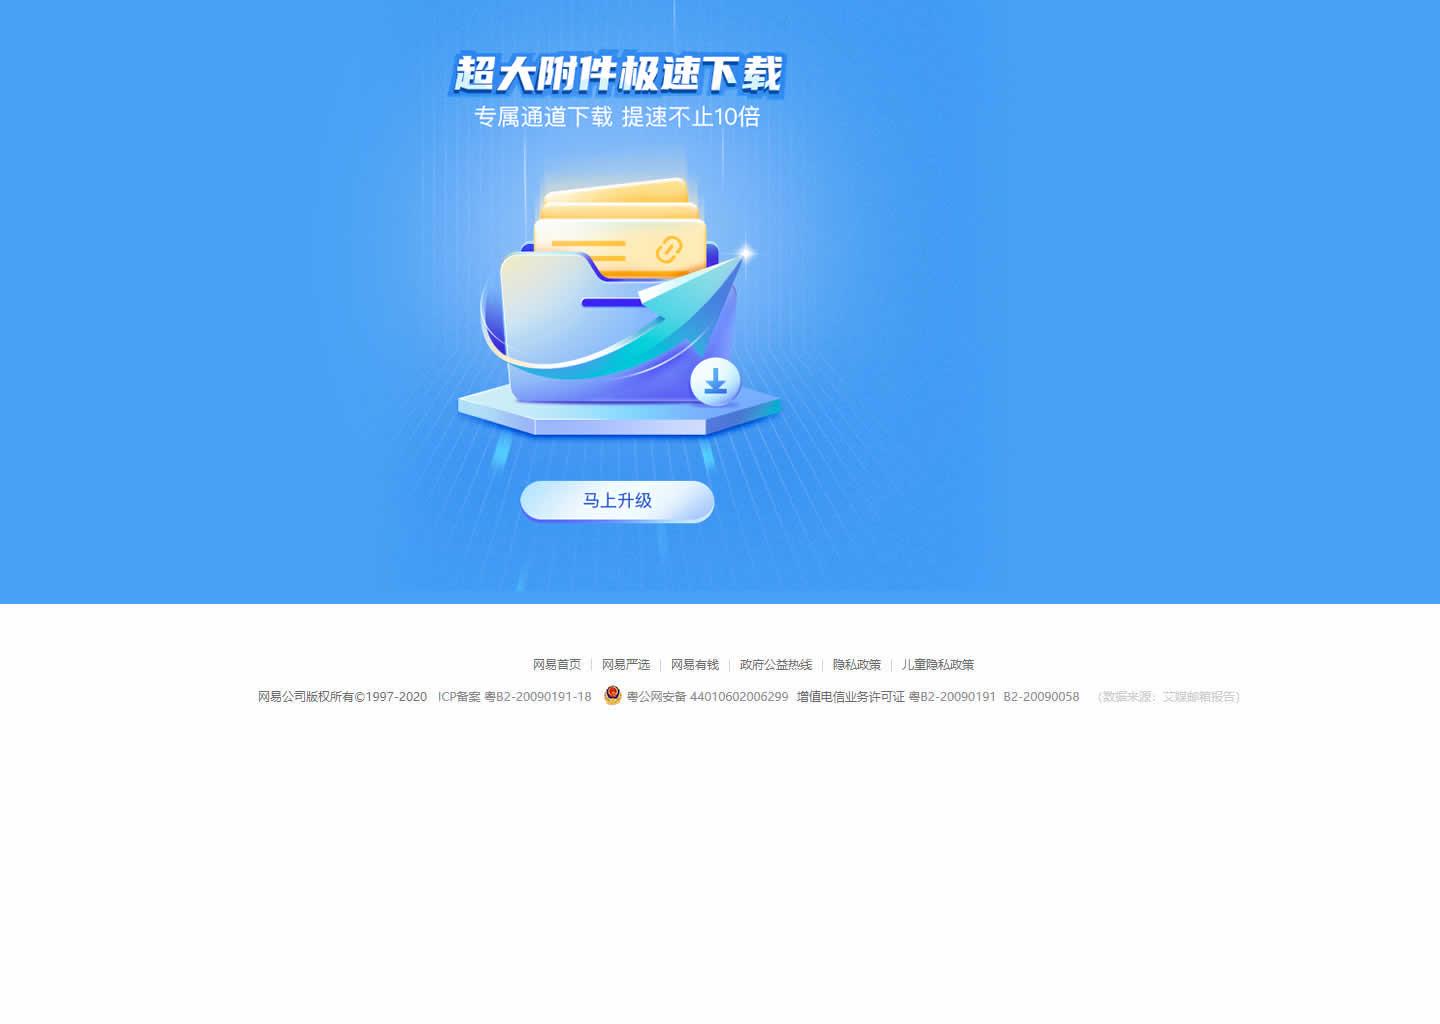 超大附件极速下载
专属通道下载 提速不止10倍
马上升级
网易首页 | 网易严选 | 网易有钱 | 政府公益热线 | 隐私政策 | 儿童隐私政策
网易公司版权所有©1997-2020 ICP备案 粤B2-20090191-18 粤公网安备 44010602006299 增值电信业务许可证 粤B2-20090191 B2-20090058 （数据来源：艾媒邮箱报告）